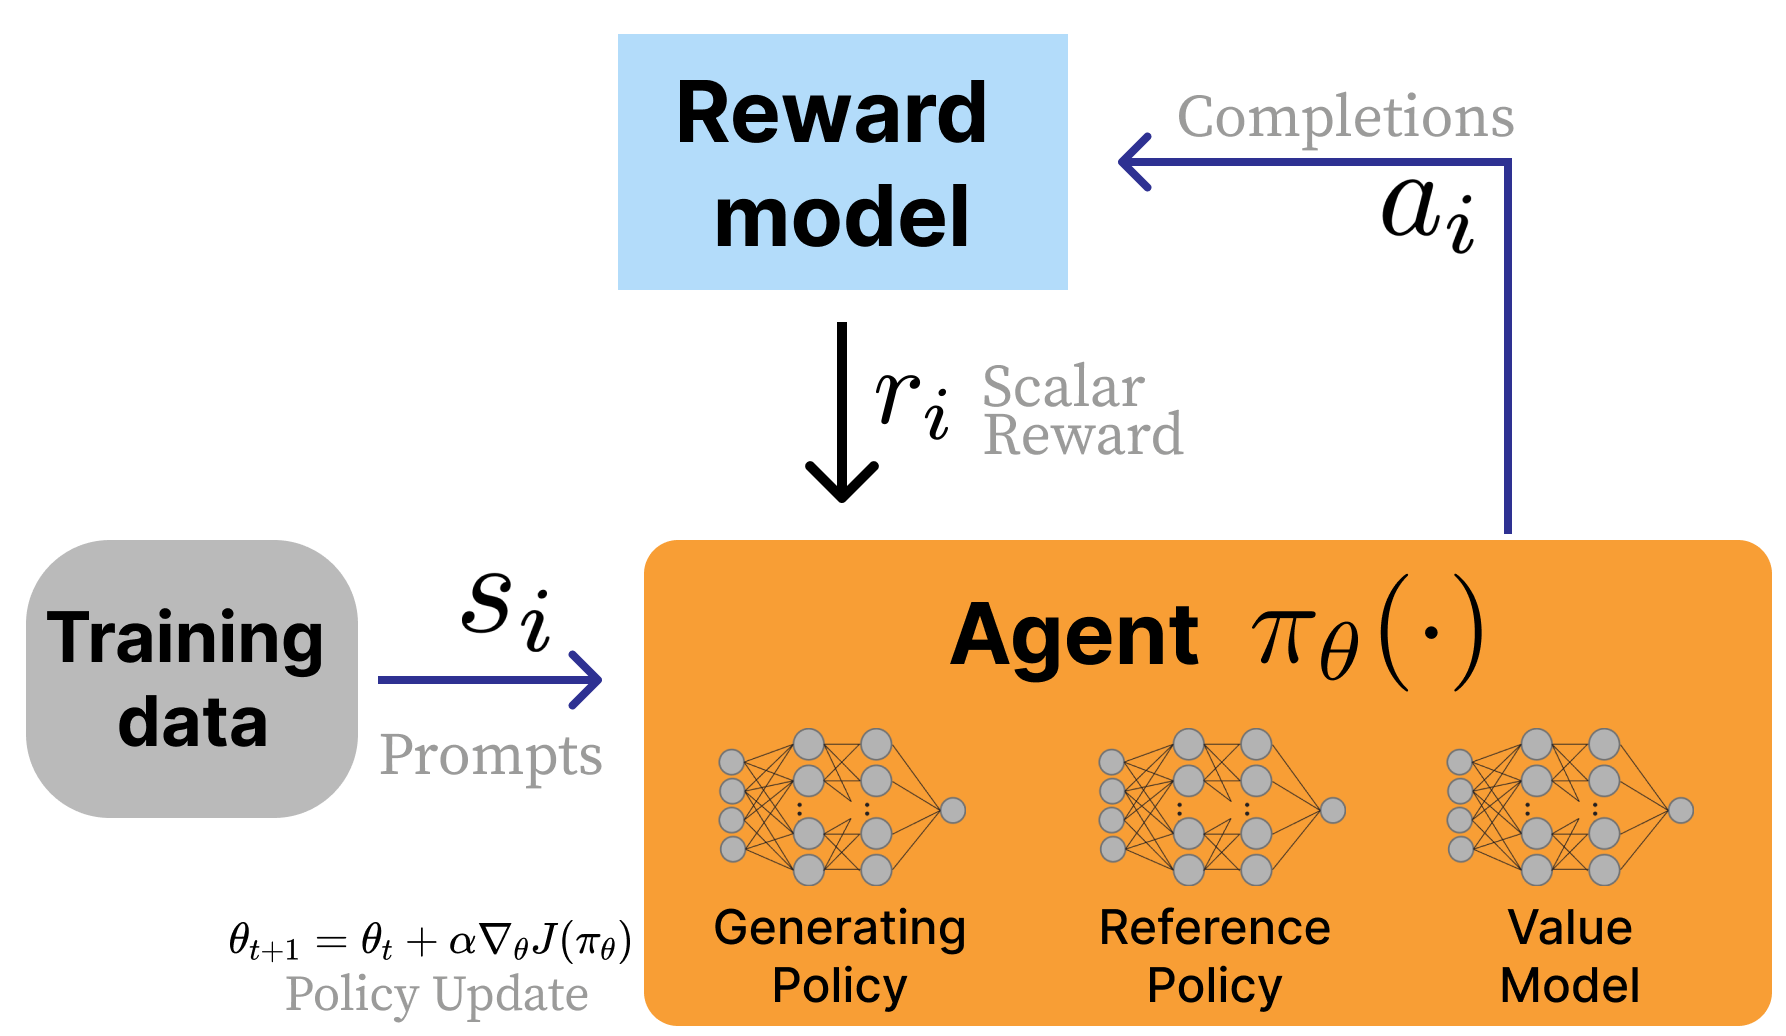 Reward
model
Completions
a_i
r_i
Scalar
Reward
Training
data
s_i
Prompts
Agent π_θ(·)
Generating
Policy
Reference
Policy
Value
Model
θ_{t+1} = θ_t + α∇_θJ(π_θ)
Policy Update